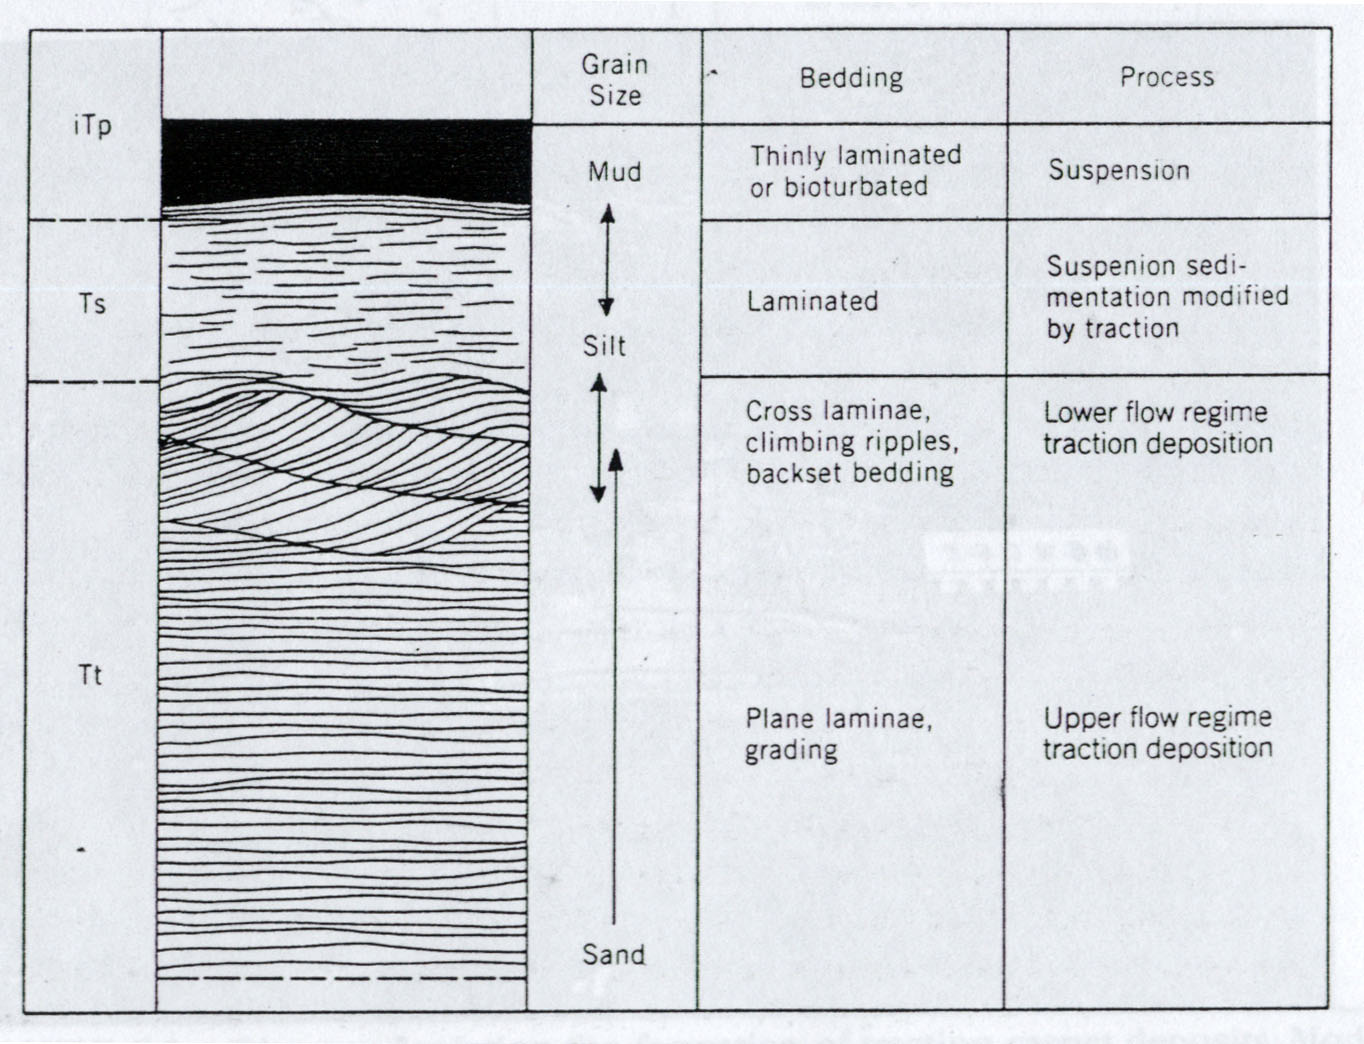 Grain
Size
Bedding
Process
iTp
Mud
Thinly laminated
or bioturbated
Suspension
Ts
Silt
Laminated
Suspenion sedi-
mentation modified
by traction
Tt
Cross laminae,
climbing ripples,
backset bedding
Lower flow regime
traction deposition
Plane laminae,
grading
Upper flow regime
traction deposition
Sand